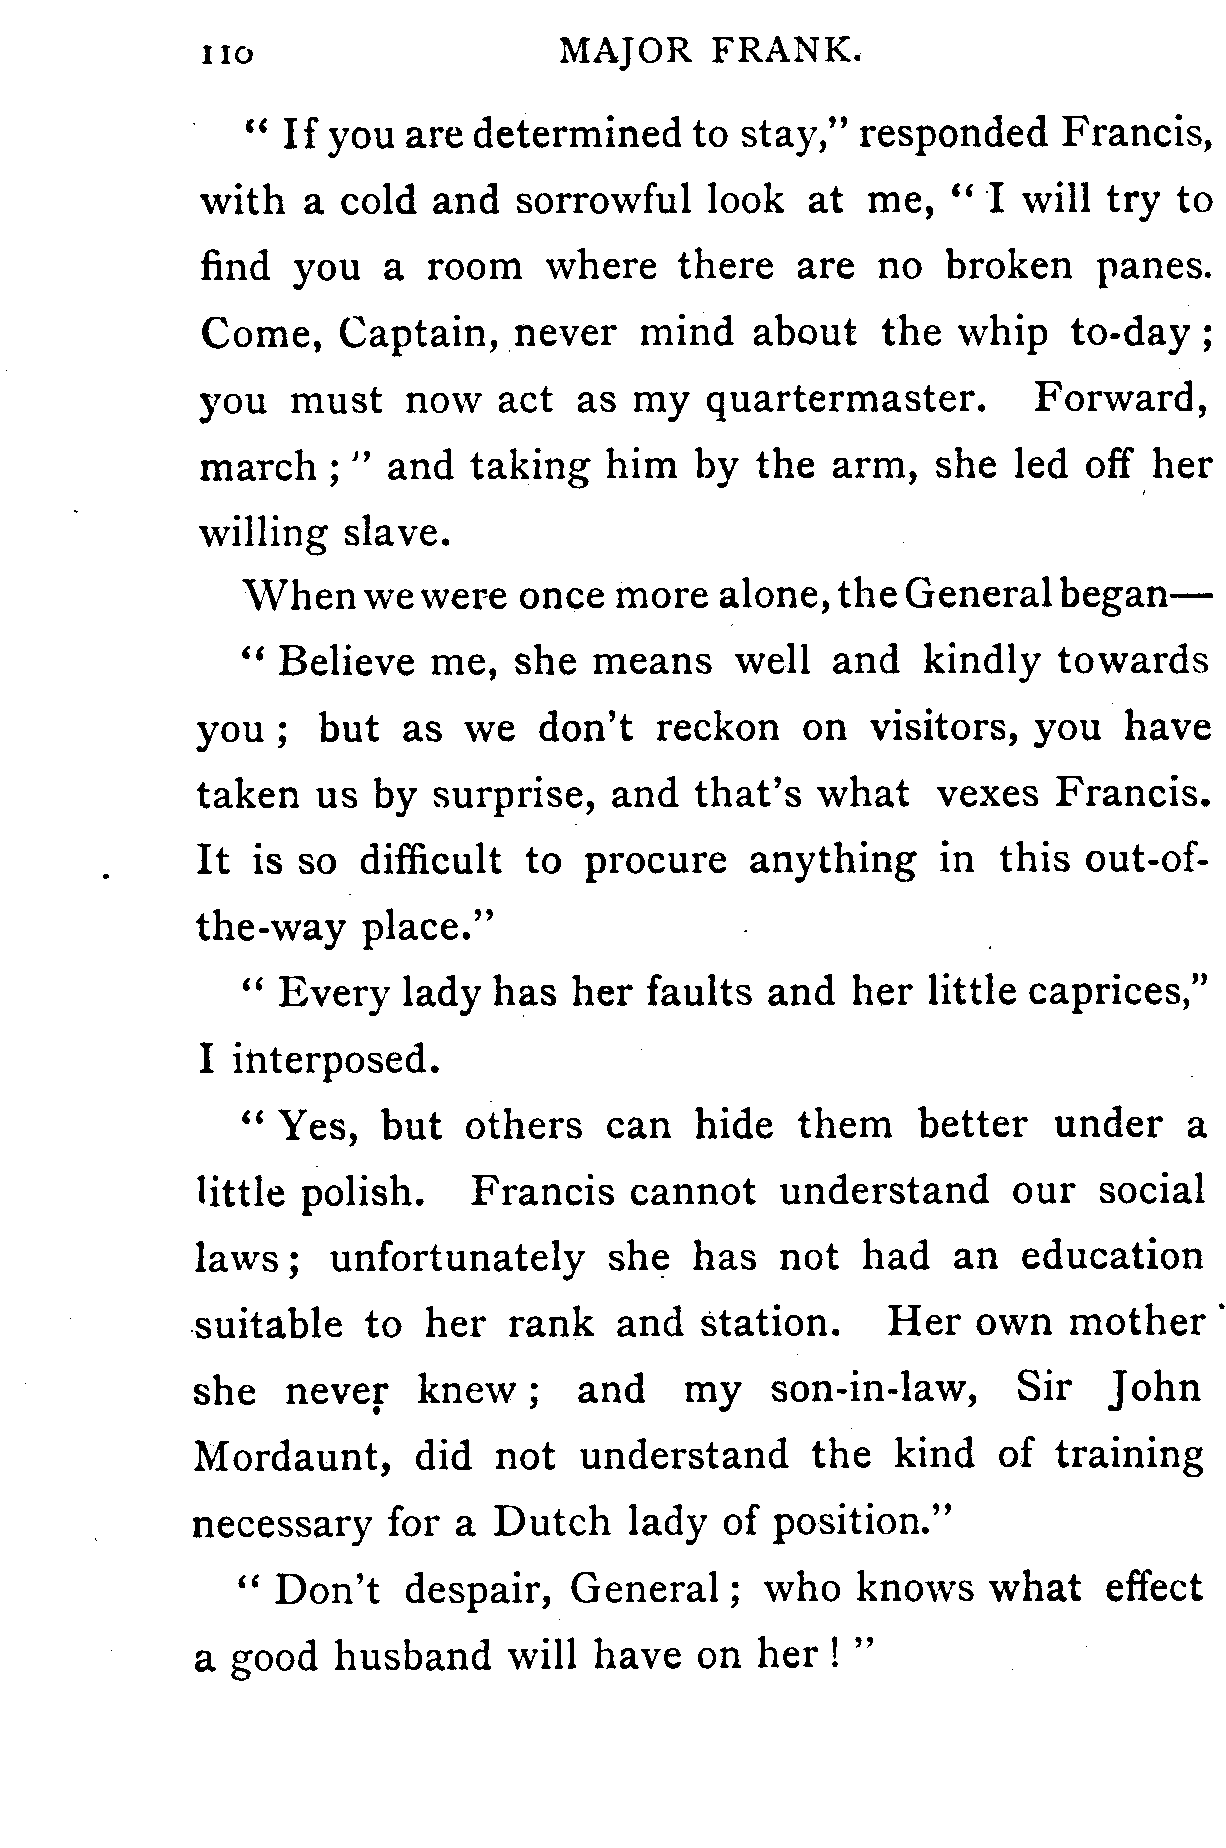 110 MAJOR FRANK.
" If you are determined to stay," responded Francis,
with a cold and sorrowful look at me, " I will try to
find you a room where there are no broken panes.
Come, Captain, never mind about the whip to-day ;
you must now act as my quartermaster. Forward,
march ; " and taking him by the arm, she led off her
willing slave.
When we were once more alone, the General began—
" Believe me, she means well and kindly towards
you ; but as we don't reckon on visitors, you have
taken us by surprise, and that's what vexes Francis.
It is so difficult to procure anything in this out-of-
the-way place."
" Every lady has her faults and her little caprices,"
I interposed.
" Yes, but others can hide them better under a
little polish. Francis cannot understand our social
laws ; unfortunately she has not had an education
suitable to her rank and station. Her own mother
she never knew ; and my son-in-law, Sir John
Mordaunt, did not understand the kind of training
necessary for a Dutch lady of position."
" Don't despair, General ; who knows what effect
a good husband will have on her ! "